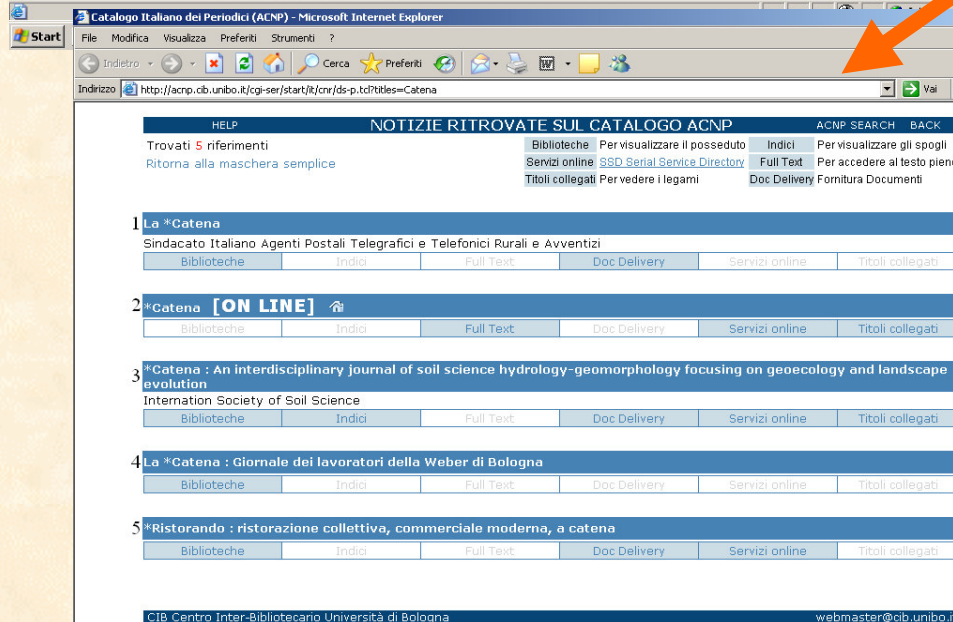 Catalogo Italiano dei Periodici (ACNP) - Microsoft Internet Explorer
Start
File Modifica Visualizza Preferiti Strumenti ?
Indietro Cerca Preferiti
Indirizzo http://acnp.cib.unibo.it/cgi-ser/start/it/cnr/ds-p.tcl?titles=Catena Vai
HELP NOTIZIE RITROVATE SUL CATALOGO ACNP ACNP SEARCH BACK
Trovati 5 riferimenti Biblioteche Per visualizzare il posseduto Indici Per visualizzare gli spogli
Ritorna alla maschera semplice Servizi online SSD Serial Service Directory Full Text Per accedere al testo pien
Titoli collegati Per vedere i legami Doc Delivery Fornitura Documenti
1 La *Catena
Sindacato Italiano Agenti Postali Telegrafici e Telefonici Rurali e Avventizi
Biblioteche Indici Full Text Doc Delivery Servizi online Titoli collegati
2 *Catena [ON LINE]
Biblioteche Indici Full Text Doc Delivery Servizi online Titoli collegati
3 *Catena : An interdisciplinary journal of soil science hydrology-geomorphology focusing on geoecology and landscape
evolution
Internation Society of Soil Science
Biblioteche Indici Full Text Doc Delivery Servizi online Titoli collegati
4 La *Catena : Giornale dei lavoratori della Weber di Bologna
Biblioteche Indici Full Text Doc Delivery Servizi online Titoli collegati
5 *Ristorando : ristorazione collettiva, commerciale moderna, a catena
Biblioteche Indici Full Text Doc Delivery Servizi online Titoli collegati
CIB Centro Inter-Bibliotecario Università di Bologna webmaster@cib.unibo.i